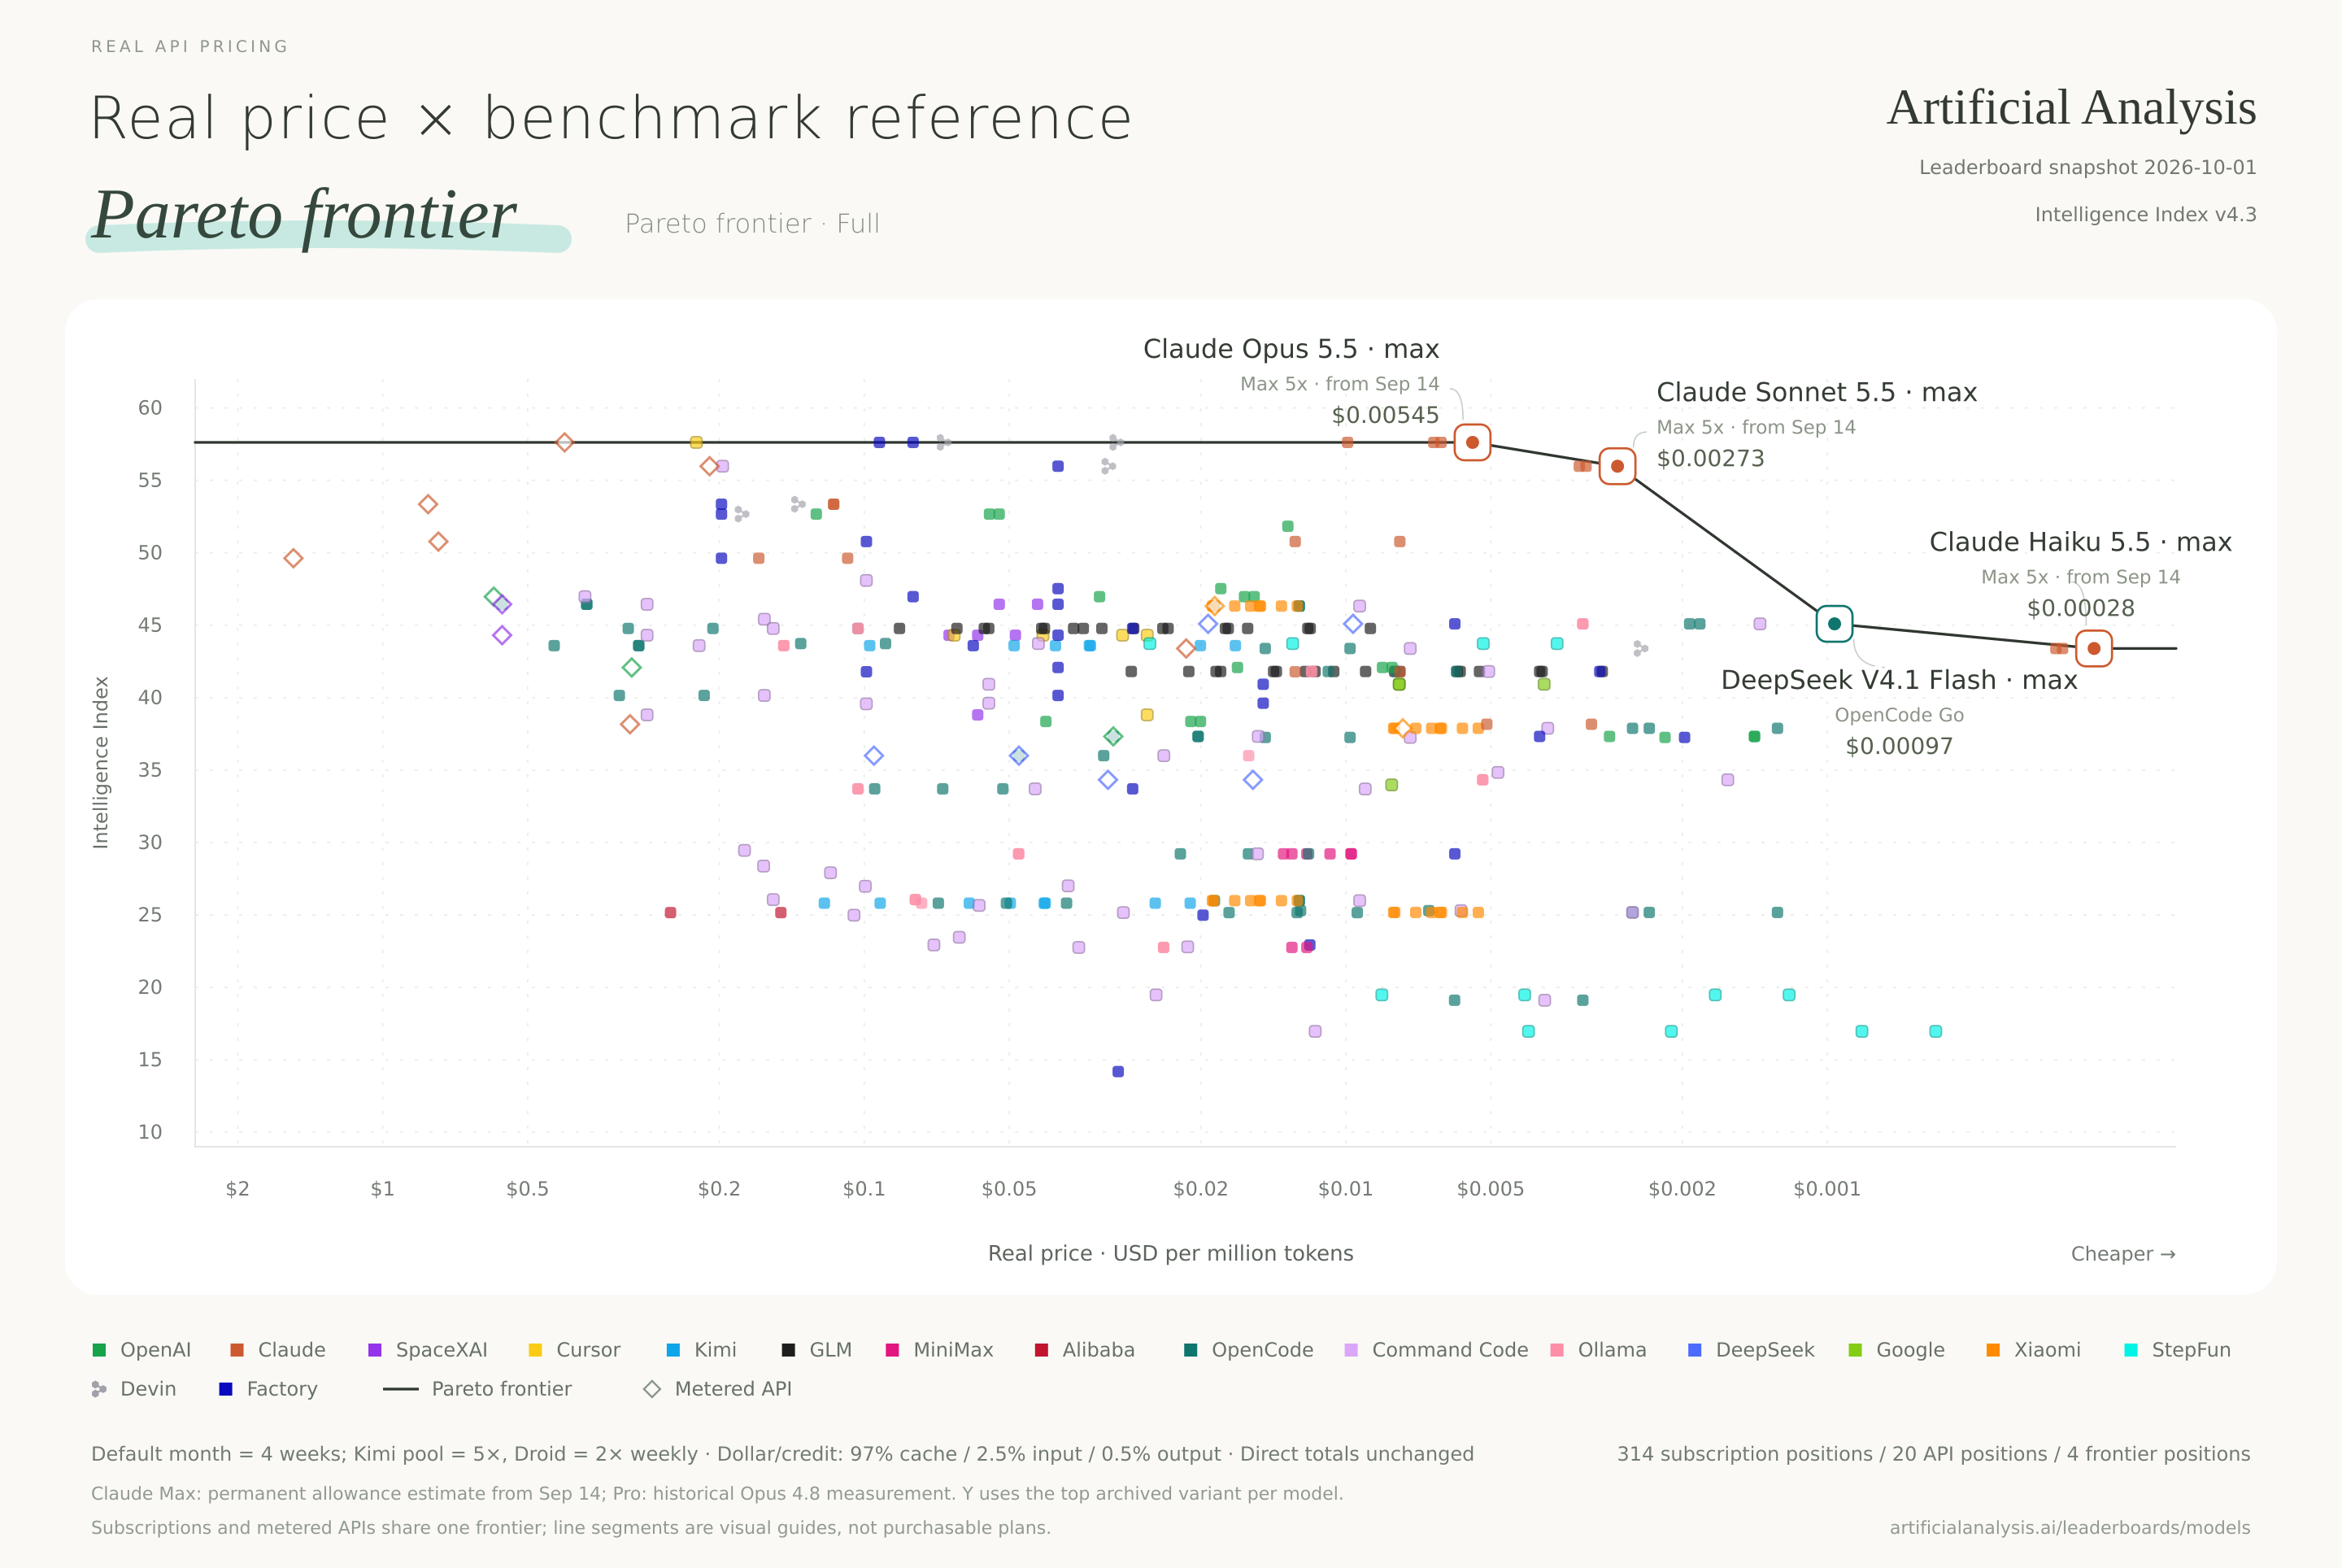 REAL API PRICING
Real price × benchmark reference
Pareto frontier
Pareto frontier · Full
Artificial Analysis
Leaderboard snapshot 2026-10-01
Intelligence Index v4.3
Claude Opus 5.5 · max
Max 5x · from Sep 14
$0.00545
Claude Sonnet 5.5 · max
Max 5x · from Sep 14
$0.00273
Claude Haiku 5.5 · max
Max 5x · from Sep 14
$0.00028
DeepSeek V4.1 Flash · max
OpenCode Go
$0.00097
Intelligence Index
60
55
50
45
40
35
30
25
20
15
10
$2 $1 $0.5 $0.2 $0.1 $0.05 $0.02 $0.01 $0.005 $0.002 $0.001
Real price · USD per million tokens
Cheaper →
OpenAI Claude SpaceXAI Cursor Kimi GLM MiniMax Alibaba OpenCode Command Code Ollama DeepSeek Google Xiaomi StepFun
Devin Factory Pareto frontier Metered API
Default month = 4 weeks; Kimi pool = 5×, Droid = 2× weekly · Dollar/credit: 97% cache / 2.5% input / 0.5% output · Direct totals unchanged
314 subscription positions / 20 API positions / 4 frontier positions
Claude Max: permanent allowance estimate from Sep 14; Pro: historical Opus 4.8 measurement. Y uses the top archived variant per model.
Subscriptions and metered APIs share one frontier; line segments are visual guides, not purchasable plans.
artificialanalysis.ai/leaderboards/models